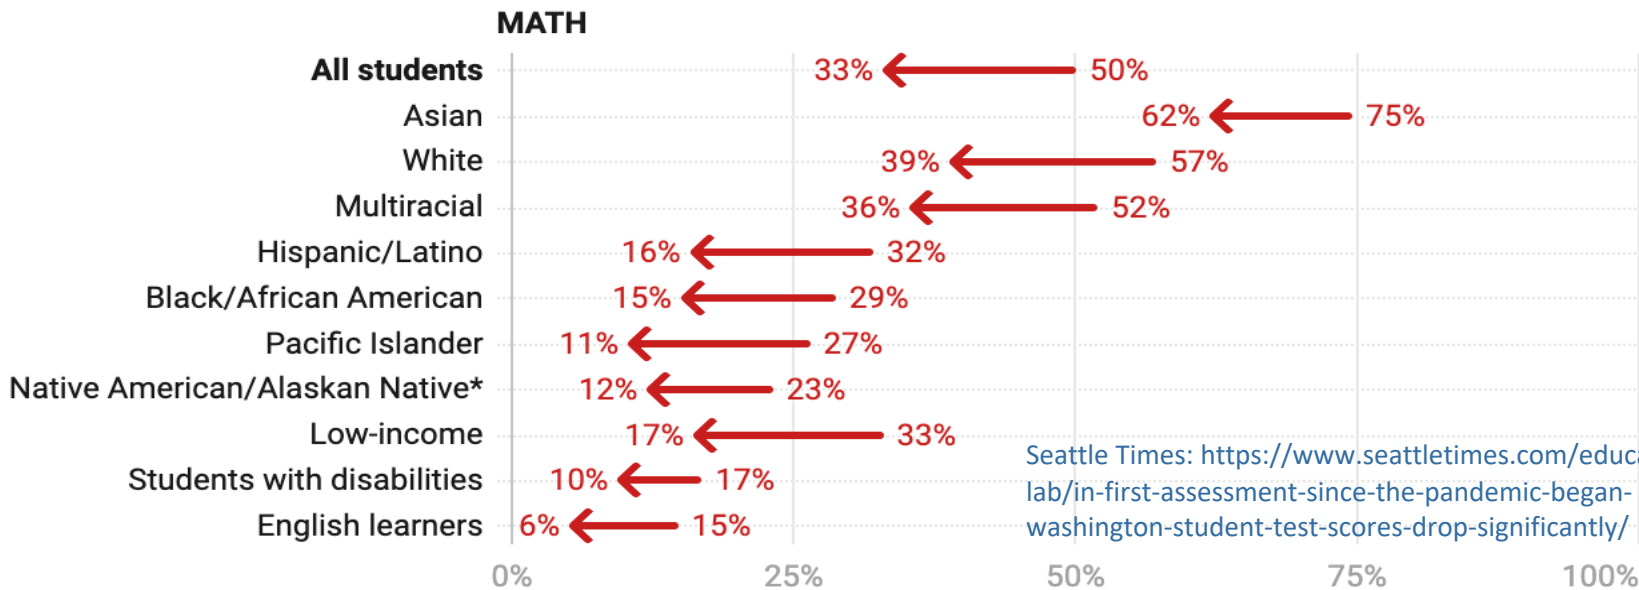 MATH
All students 33% 50%
Asian 62% 75%
White 39% 57%
Multiracial 36% 52%
Hispanic/Latino 16% 32%
Black/African American 15% 29%
Pacific Islander 11% 27%
Native American/Alaskan Native* 12% 23%
Low-income 17% 33%
Students with disabilities 10% 17%
English learners 6% 15%
Seattle Times: https://www.seattletimes.com/educa
lab/in-first-assessment-since-the-pandemic-began-
washington-student-test-scores-drop-significantly/
0% 25% 50% 75% 100%